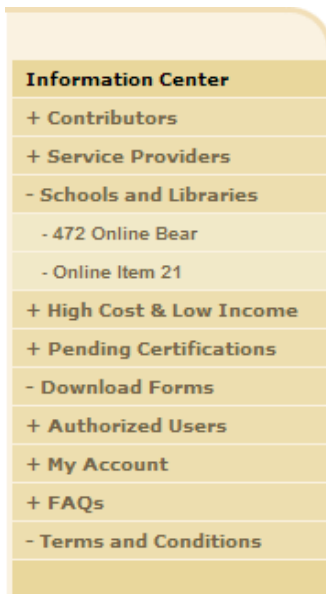 Information Center
+ Contributors
+ Service Providers
- Schools and Libraries
- 472 Online Bear
- Online Item 21
+ High Cost & Low Income
+ Pending Certifications
- Download Forms
+ Authorized Users
+ My Account
+ FAQs
- Terms and Conditions